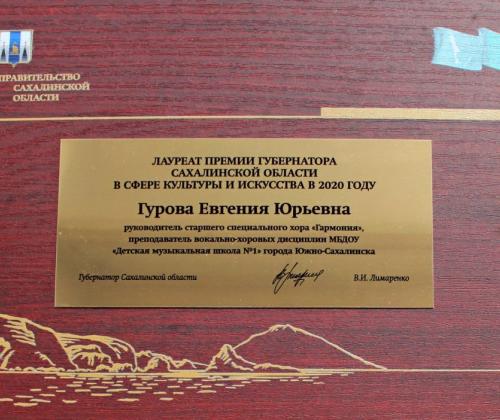 ПРАВИТЕЛЬСТВО
САХАЛИНСКОЙ
ОБЛАСТИ
ЛАУРЕАТ ПРЕМИИ ГУБЕРНАТОРА
САХАЛИНСКОЙ ОБЛАСТИ
В СФЕРЕ КУЛЬТУРЫ И ИСКУССТВА В 2020 ГОДУ
Гурова Евгения Юрьевна
руководитель старшего специального хора «Гармония»,
преподаватель вокально-хоровых дисциплин МБДОУ
«Детская музыкальная школа №1» города Южно-Сахалинска
Губернатор Сахалинской области В.И. Лимаренко